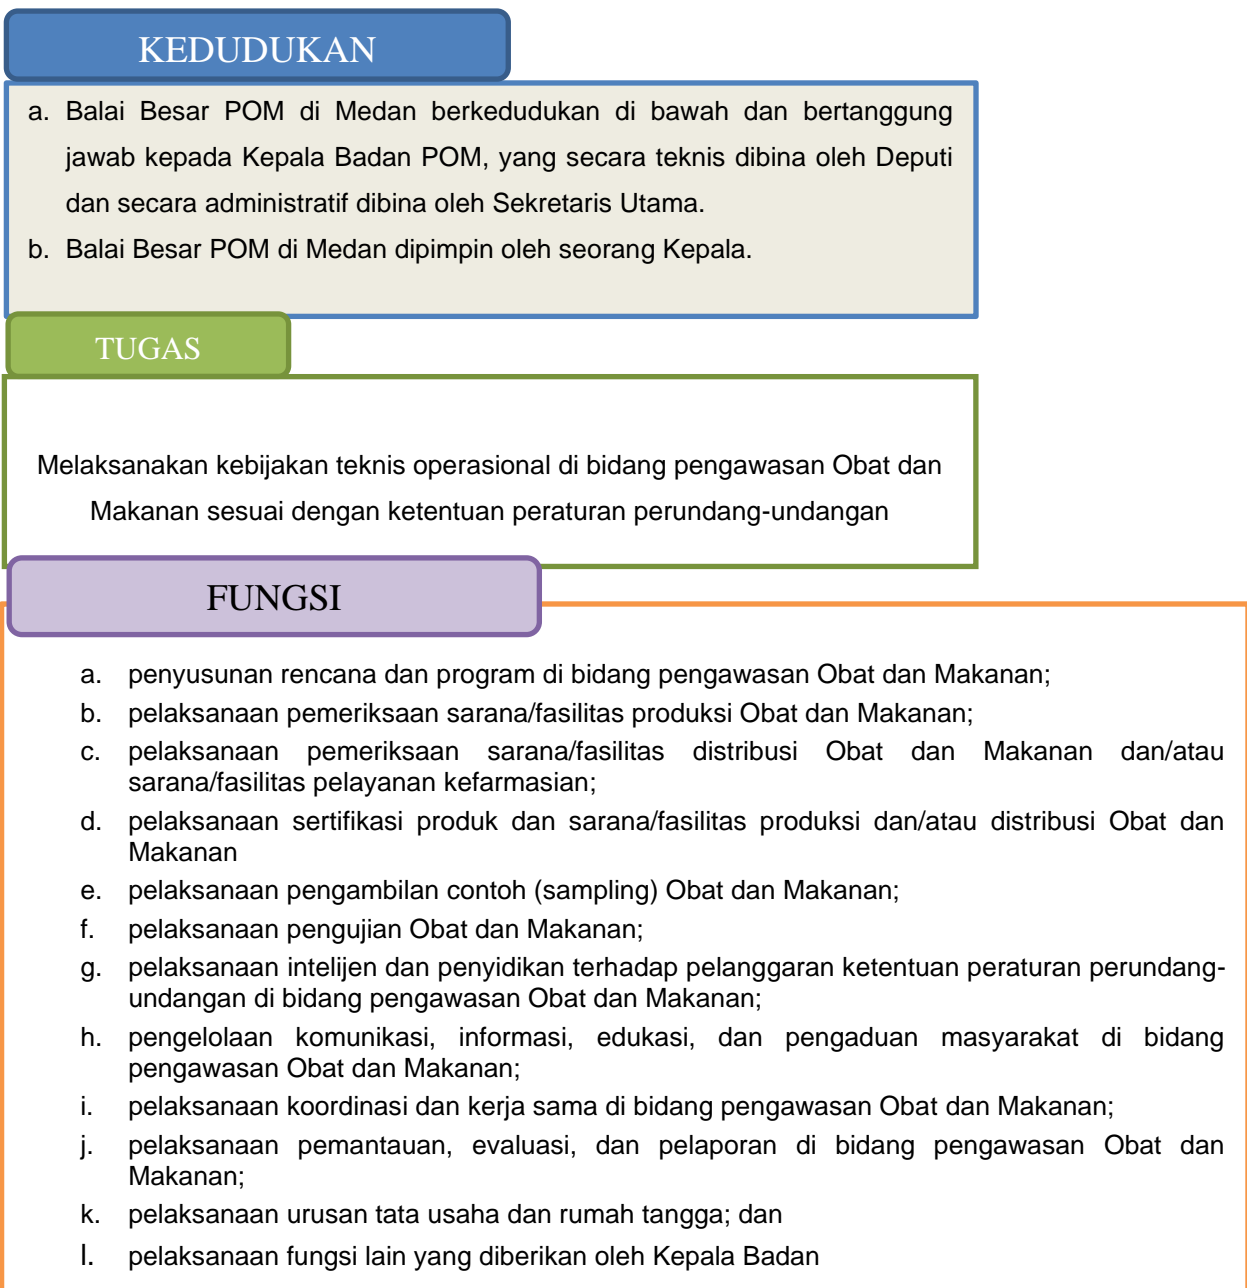 KEDUDUKAN
a. Balai Besar POM di Medan berkedudukan di bawah dan bertanggung
jawab kepada Kepala Badan POM, yang secara teknis dibina oleh Deputi
dan secara administratif dibina oleh Sekretaris Utama.
b. Balai Besar POM di Medan dipimpin oleh seorang Kepala.
TUGAS
Melaksanakan kebijakan teknis operasional di bidang pengawasan Obat dan
Makanan sesuai dengan ketentuan peraturan perundang-undangan
FUNGSI
a. penyusunan rencana dan program di bidang pengawasan Obat dan Makanan;
b. pelaksanaan pemeriksaan sarana/fasilitas produksi Obat dan Makanan;
c. pelaksanaan pemeriksaan sarana/fasilitas distribusi Obat dan Makanan dan/atau
sarana/fasilitas pelayanan kefarmasian;
d. pelaksanaan sertifikasi produk dan sarana/fasilitas produksi dan/atau distribusi Obat dan
Makanan
e. pelaksanaan pengambilan contoh (sampling) Obat dan Makanan;
f. pelaksanaan pengujian Obat dan Makanan;
g. pelaksanaan intelijen dan penyidikan terhadap pelanggaran ketentuan peraturan perundang-
undangan di bidang pengawasan Obat dan Makanan;
h. pengelolaan komunikasi, informasi, edukasi, dan pengaduan masyarakat di bidang
pengawasan Obat dan Makanan;
i. pelaksanaan koordinasi dan kerja sama di bidang pengawasan Obat dan Makanan;
j. pelaksanaan pemantauan, evaluasi, dan pelaporan di bidang pengawasan Obat dan
Makanan;
k. pelaksanaan urusan tata usaha dan rumah tangga; dan
l. pelaksanaan fungsi lain yang diberikan oleh Kepala Badan